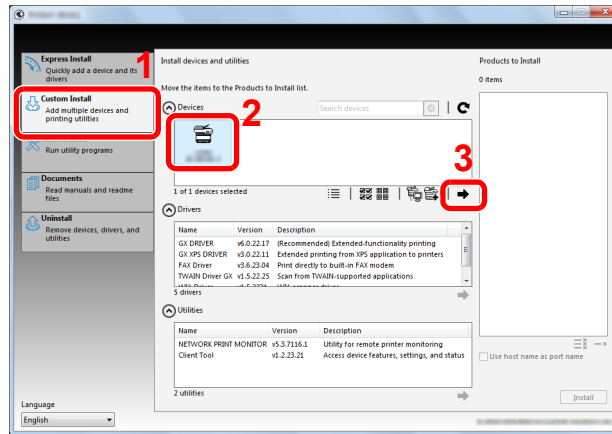 Express Install
Quickly add a device and its
drivers
1
Custom Install
Add multiple devices and
printing utilities
Run utility programs
Documents
Read manuals and readme
files
Uninstall
Remove devices, drivers, and
utilities
Language
English
Install devices and utilities
Move the items to the Products to Install list.
Devices
Search devices
2
1 of 1 devices selected
3
Drivers
Name Version Description
GX DRIVER v6.0.22.17 (Recommended) Extended-functionality printing
GX XPS DRIVER v3.0.22.11 Extended printing from XPS application to printers
FAX Driver v3.6.23.04 Print directly to built-in FAX modem
TWAIN Driver GX v1.5.22.25 Scan from TWAIN-supported applications
5 drivers
Utilities
Name Version Description
NETWORK PRINT MONITOR v5.3.7116.1 Utility for remote printer monitoring
Client Tool v1.2.23.21 Access device features, settings, and status
2 utilities
Products to Install
0 items
Use host name as port name
Install